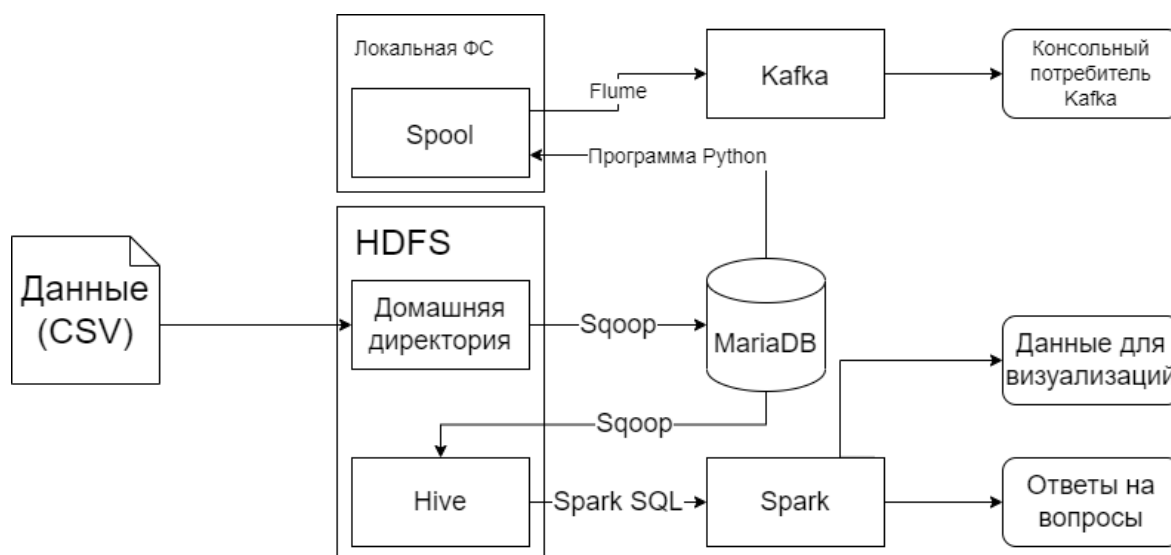 Локальная ФС
Spool
Flume
Kafka
Консольный
потребитель
Kafka
Программа Python
HDFS
Данные
(CSV)
Домашняя
директория
Sqoop
MariaDB
Данные для
визуализаций
Sqoop
Hive
Spark SQL
Spark
Ответы на
вопросы